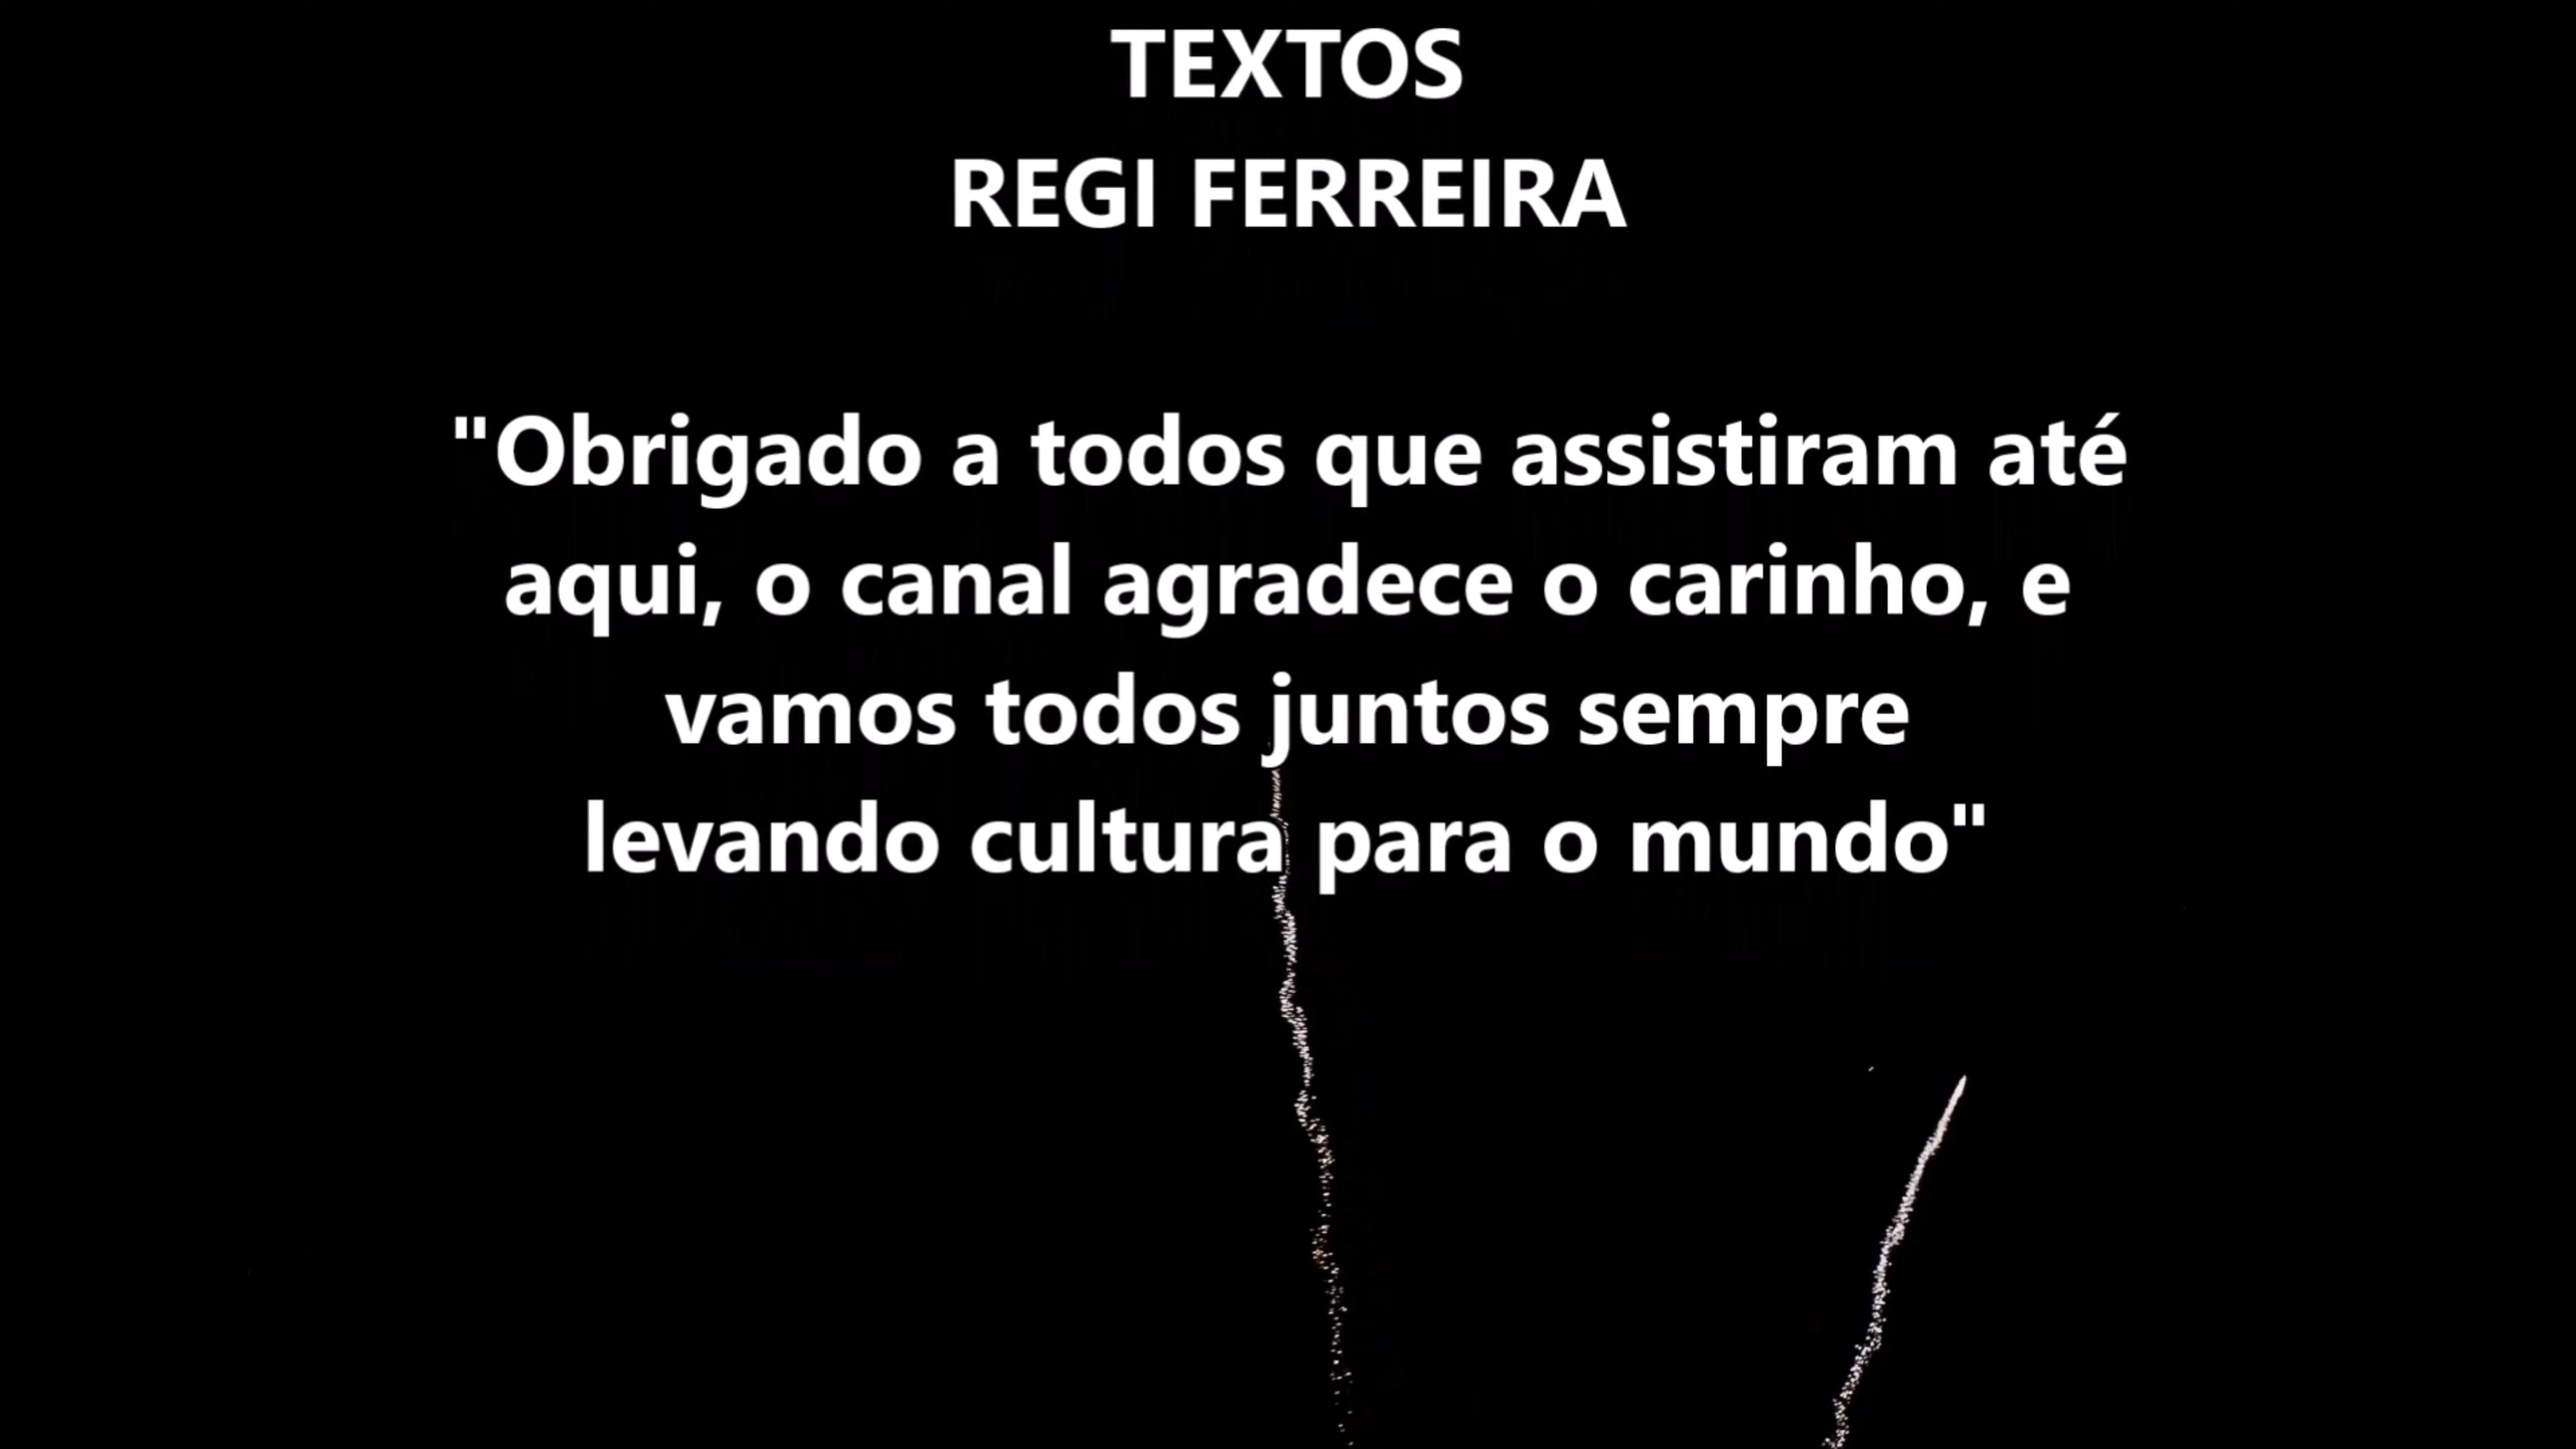 TEXTOS
REGI FERREIRA
"Obrigado a todos que assistiram até
aqui, o canal agradece o carinho, e
vamos todos juntos sempre
levando cultura para o mundo"